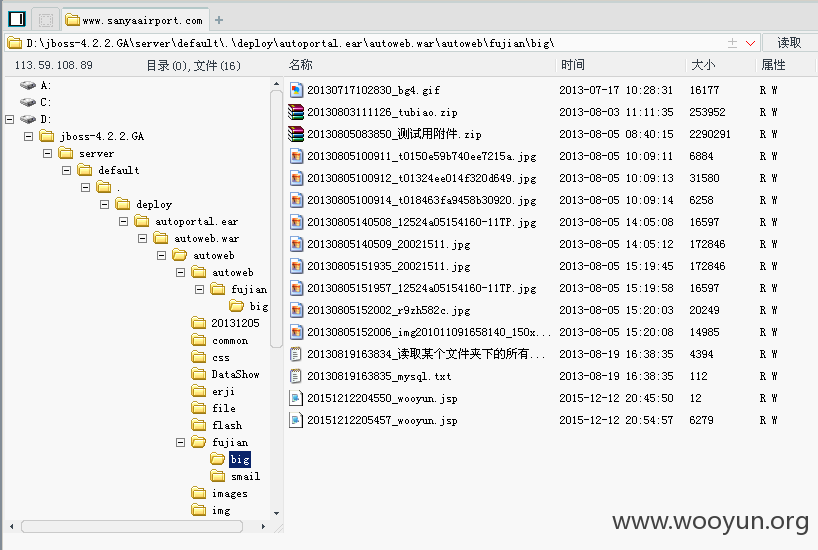 www.sanyaairport.com
D:\jboss-4.2.2.GA\server\default\.\deploy\autoportal.ear\autoweb.war\autoweb\fujian\big\ 读取
113.59.108.89 目录(0),文件(16) 名称 时间 大小 属性
A:
C:
D:
jboss-4.2.2.GA
server
default
.
deploy
autoportal.ear
autoweb.war
autoweb
autoweb
fujian
big
20131205
common
css
DataShow
erji
file
flash
fujian
big
smail
images
img
20130717102830_bg4.gif 2013-07-17 10:28:31 16177 R W
20130803111126_tubiao.zip 2013-08-03 11:11:35 253952 R W
20130805083850_测试用附件.zip 2013-08-05 08:40:15 2290291 R W
20130805100911_t0150e59b740ee7215a.jpg 2013-08-05 10:09:11 6884 R W
20130805100912_t01324ee014f320d649.jpg 2013-08-05 10:09:13 31580 R W
20130805100914_t018463fa9458b30920.jpg 2013-08-05 10:09:14 6258 R W
20130805140508_12524a05154160-11TP.jpg 2013-08-05 14:05:08 16597 R W
20130805140509_20021511.jpg 2013-08-05 14:05:12 172846 R W
20130805151935_20021511.jpg 2013-08-05 15:19:45 172846 R W
20130805151957_12524a05154160-11TP.jpg 2013-08-05 15:19:58 16597 R W
20130805152002_r9zh582c.jpg 2013-08-05 15:20:03 20249 R W
20130805152006_img201011091658140_150x... 2013-08-05 15:20:08 14985 R W
20130819163834_读取某个文件夹下的所有... 2013-08-19 16:38:35 4394 R W
20130819163835_mysql.txt 2013-08-19 16:38:35 112 R W
20151212204550_wooyun.jsp 2015-12-12 20:45:50 12 R W
20151212205457_wooyun.jsp 2015-12-12 20:54:57 6279 R W
www.wooyun.org